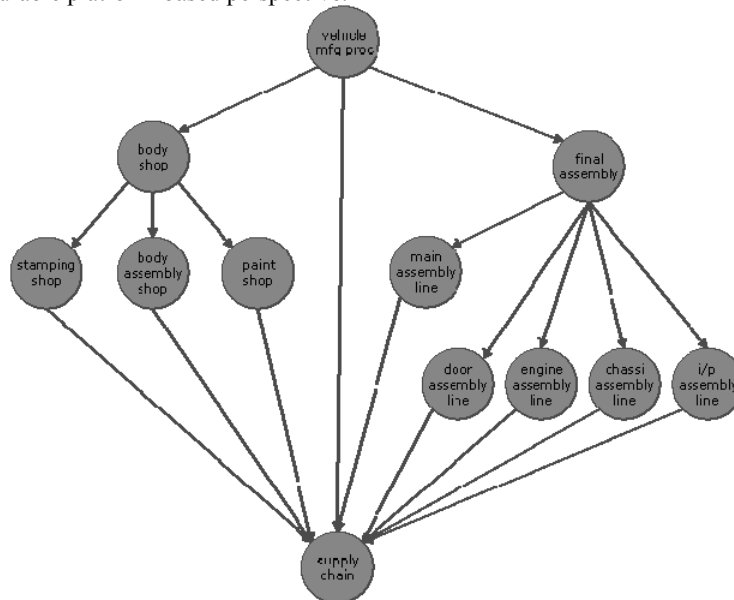 vehicle
mfg proc
body
shop
final
assembly
stamping
shop
body
assembly
shop
paint
shop
main
assembly
line
door
assembly
line
engine
assembly
line
chassi
assembly
line
i/p
assembly
line
supply
chain